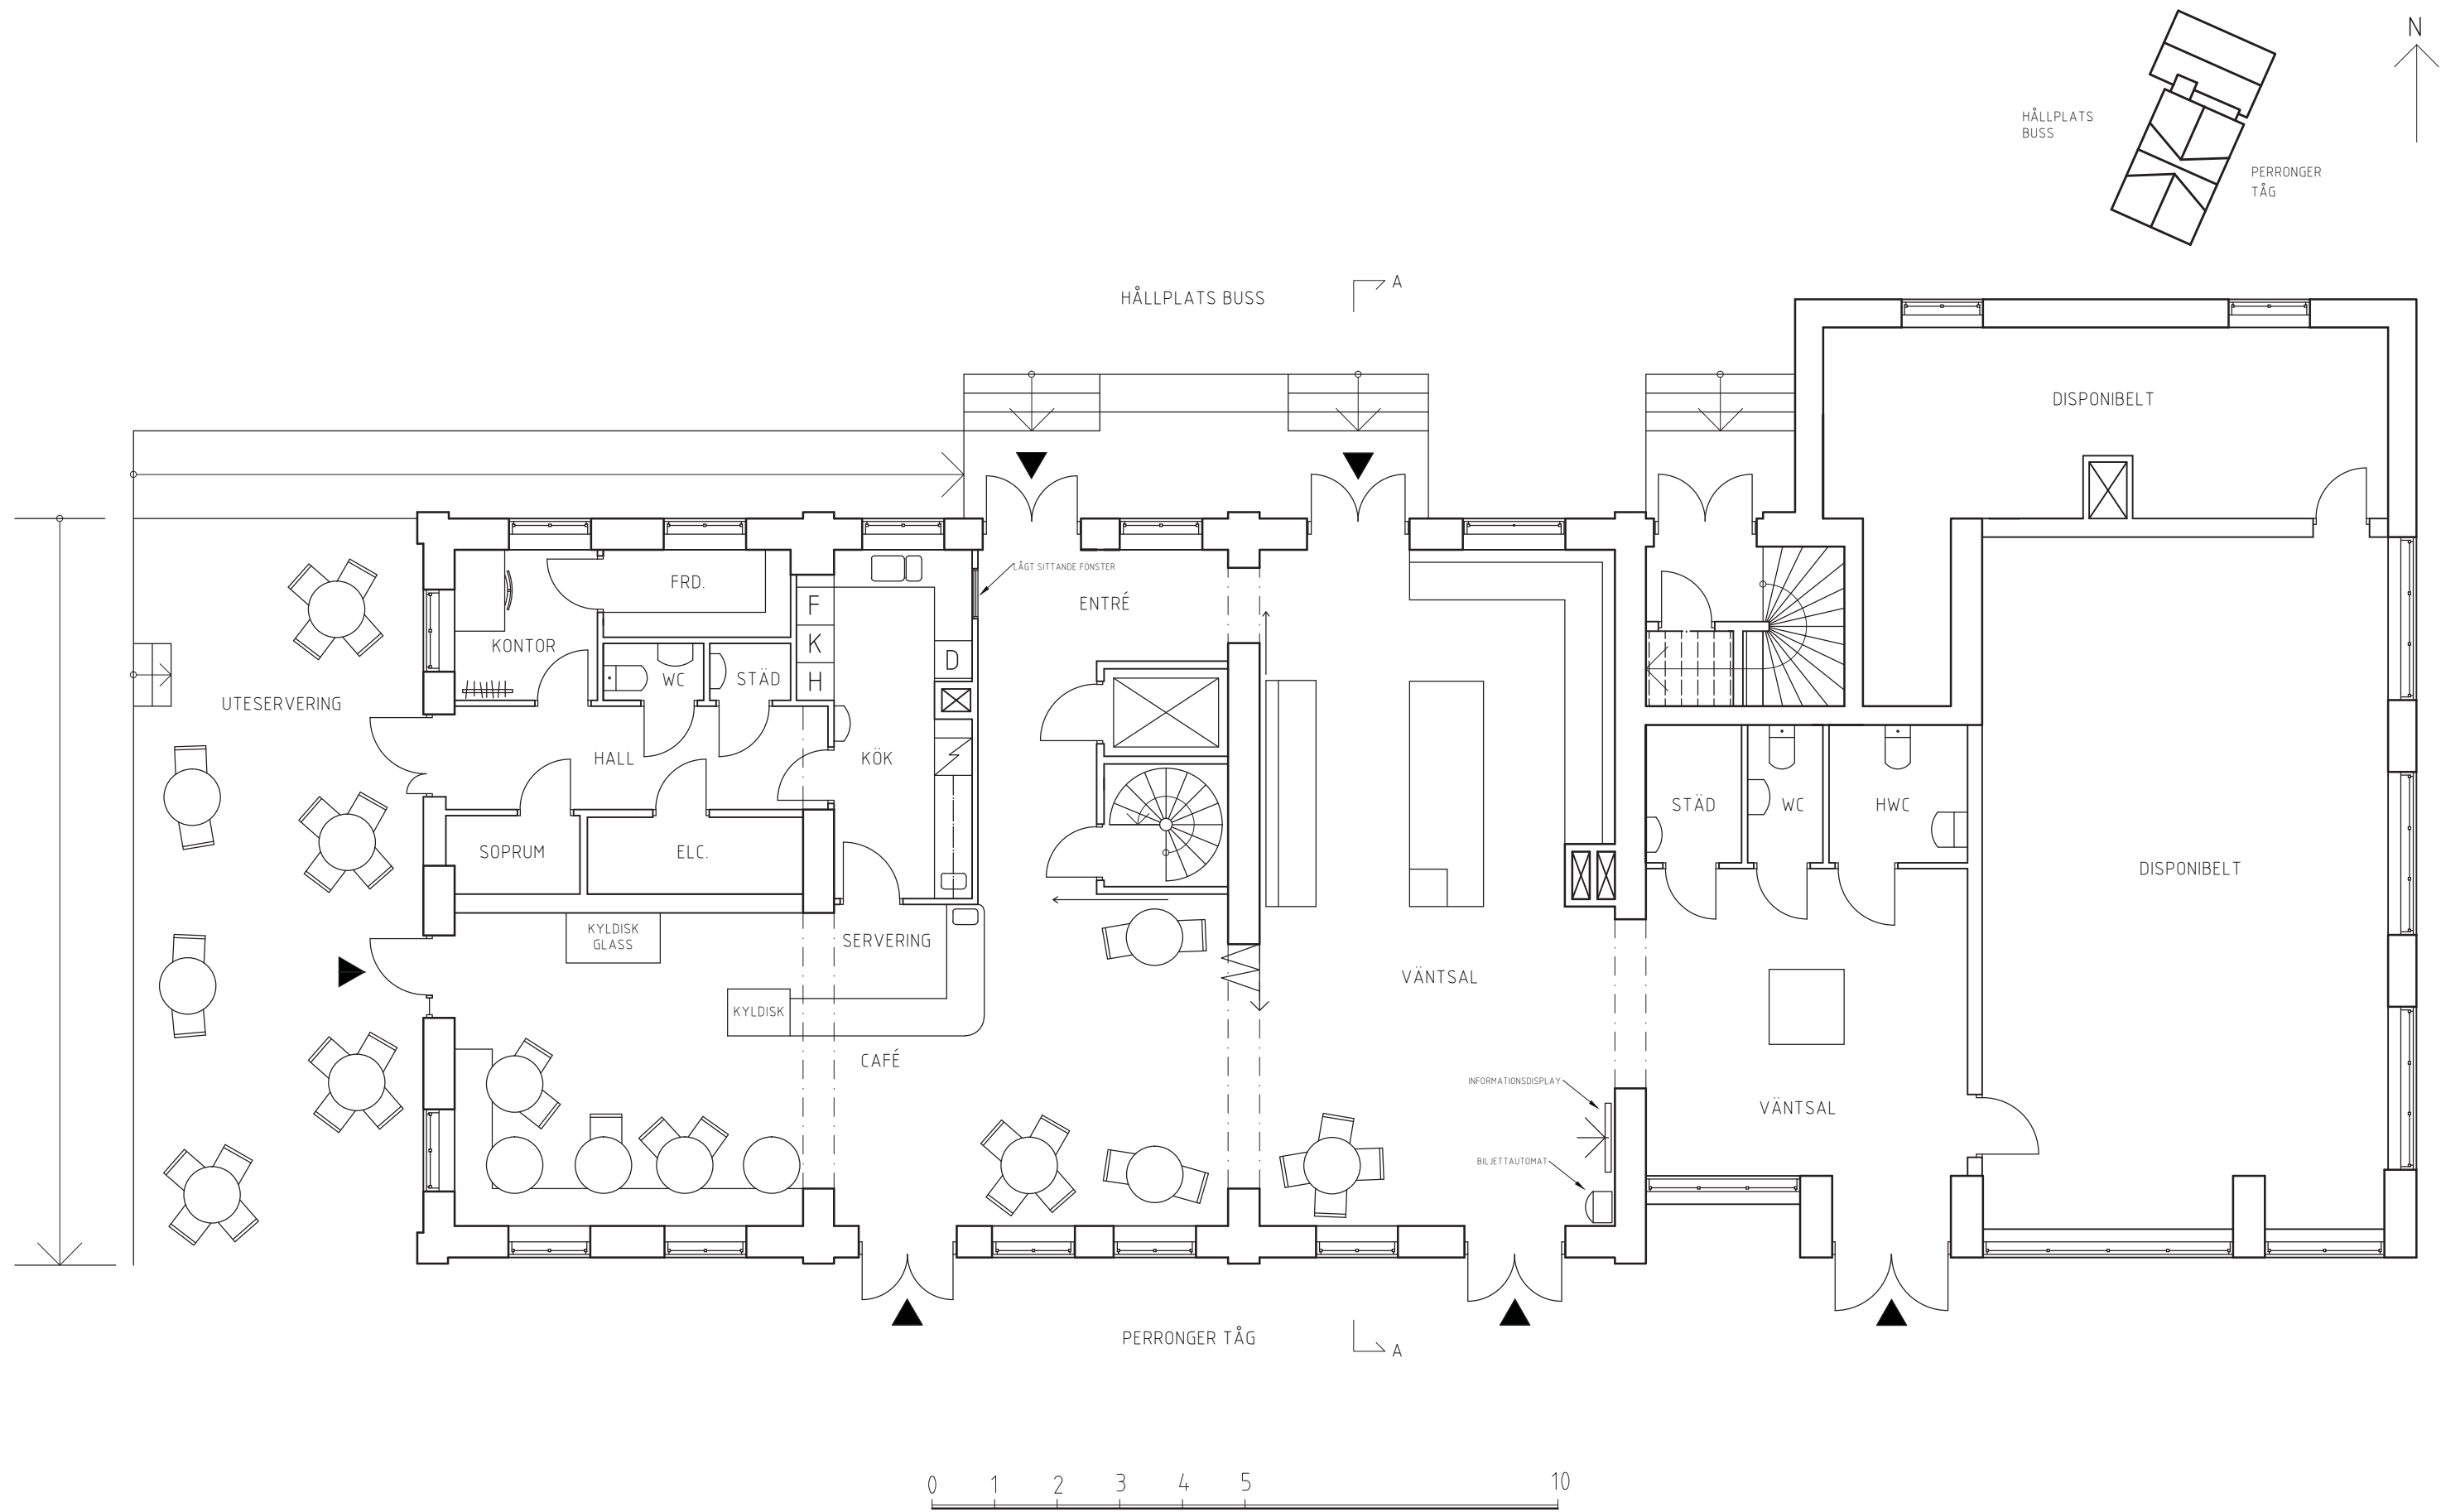 N
HÅLLPLATS
BUSS
PERRONGER
TÅG
A
HÅLLPLATS BUSS
DISPONIBELT
LÅGT SITTANDE FÖNSTER
FRD.
F
ENTRÉ
KONTOR
K
D
WC
STÄD
H
UTESERVERING
HALL
KÖK
STÄD
WC
HWC
SOPRUM
ELC.
DISPONIBELT
KYLDISK
GLASS
SERVERING
VÄNTSAL
KYLDISK
CAFÉ
INFORMATIONSDISPLAY
VÄNTSAL
BILJETTAUTOMAT
PERRONGER TÅG
A
0 1 2 3 4 5 10